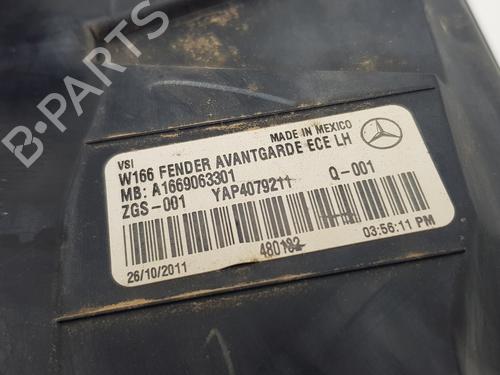 B-PARTS
VSI
MADE IN MEXICO
W166 FENDER AVANTGARDE ECE LH
MB: A1669063301
ZGS-001 YAP4079211 Q-001
26/10/2011 480182 03:56:11 PM